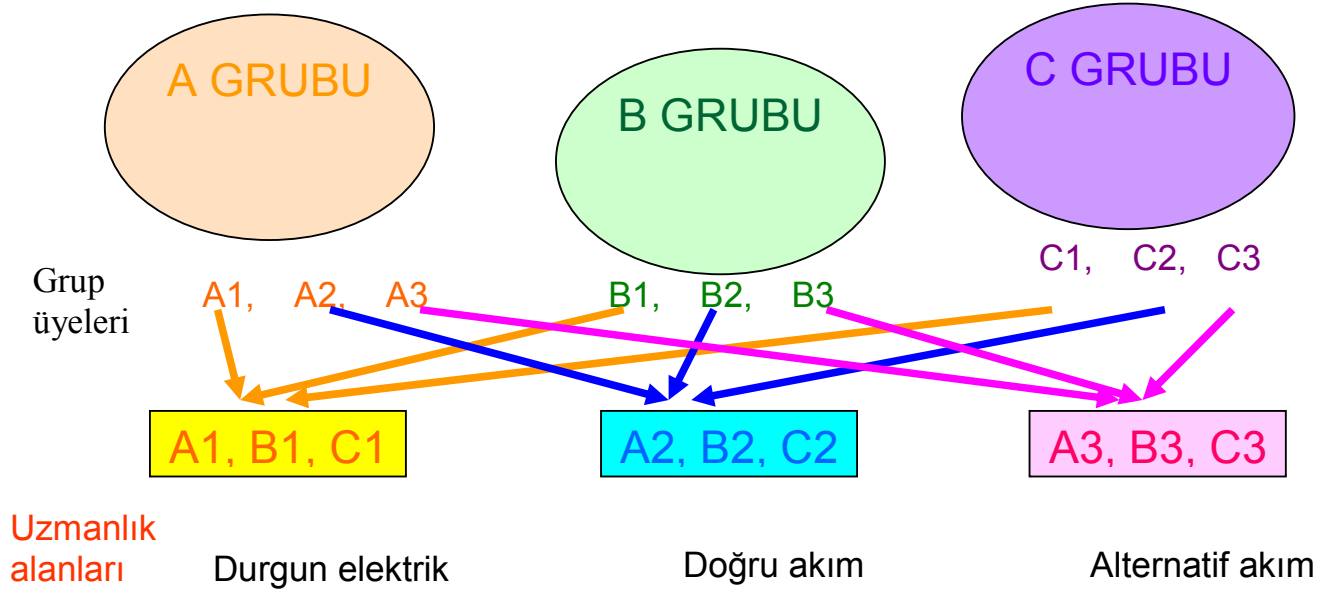 A GRUBU
B GRUBU
C GRUBU
Grup
üyeleri
A1, A2, A3
B1, B2, B3
C1, C2, C3
A1, B1, C1
A2, B2, C2
A3, B3, C3
Uzmanlık
alanları
Durgun elektrik
Doğru akım
Alternatif akım